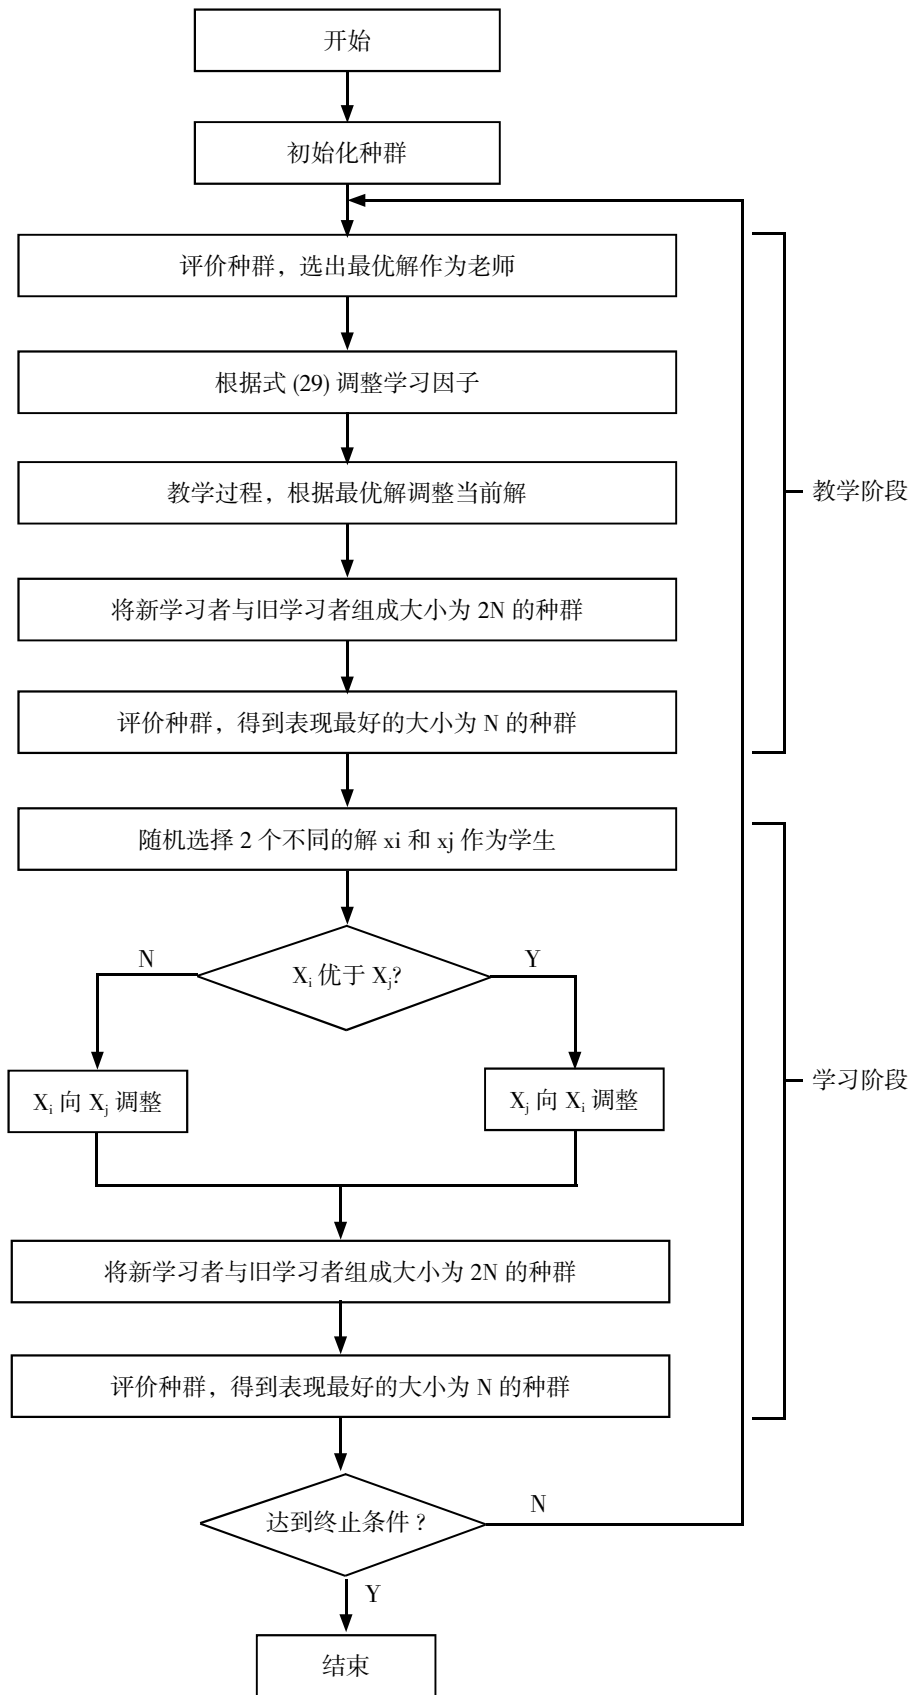 开始
初始化种群
评价种群，选出最优解作为老师
根据式 (29) 调整学习因子
教学过程，根据最优解调整当前解
教学阶段
将新学习者与旧学习者组成大小为 2N 的种群
评价种群，得到表现最好的大小为 N 的种群
随机选择 2 个不同的解 xi 和 xj 作为学生
N
Y
Xi 优于 Xj?
学习阶段
Xi 向 Xj 调整
Xj 向 Xi 调整
将新学习者与旧学习者组成大小为 2N 的种群
评价种群，得到表现最好的大小为 N 的种群
N
达到终止条件？
Y
结束